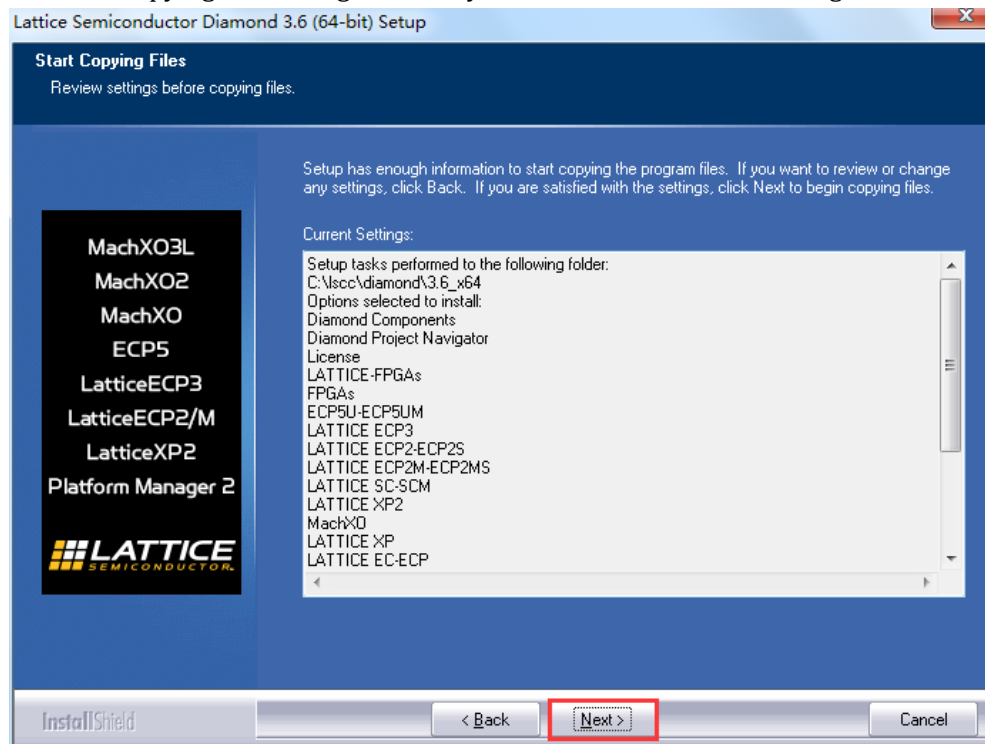 Lattice Semiconductor Diamond 3.6 (64-bit) Setup
Start Copying Files
Review settings before copying files.
Setup has enough information to start copying the program files. If you want to review or change
any settings, click Back. If you are satisfied with the settings, click Next to begin copying files.
Current Settings:
Setup tasks performed to the following folder:
C:\lscc\diamond\3.6_x64
Options selected to install:
Diamond Components
Diamond Project Navigator
License
LATTICE-FPGAs
FPGAs
ECP5U-ECP5UM
LATTICE ECP3
LATTICE ECP2-ECP2S
LATTICE ECP2M-ECP2MS
LATTICE SC-SCM
LATTICE XP2
MachXO
LATTICE XP
LATTICE EC-ECP
MachXO3L
MachXO2
MachXO
ECP5
LatticeECP3
LatticeECP2/M
LatticeXP2
Platform Manager 2
LATTICE
SEMICONDUCTOR.
InstallShield
< Back
Next >
Cancel